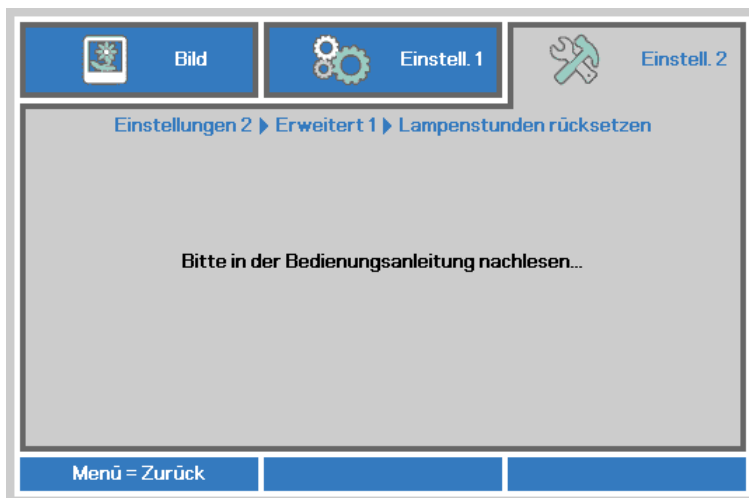 Bild
Einstell. 1
Einstell. 2
Einstellungen 2 ▶ Erweitert 1 ▶ Lampenstunden rücksetzen
Bitte in der Bedienungsanleitung nachlesen...
Menü = Zurück